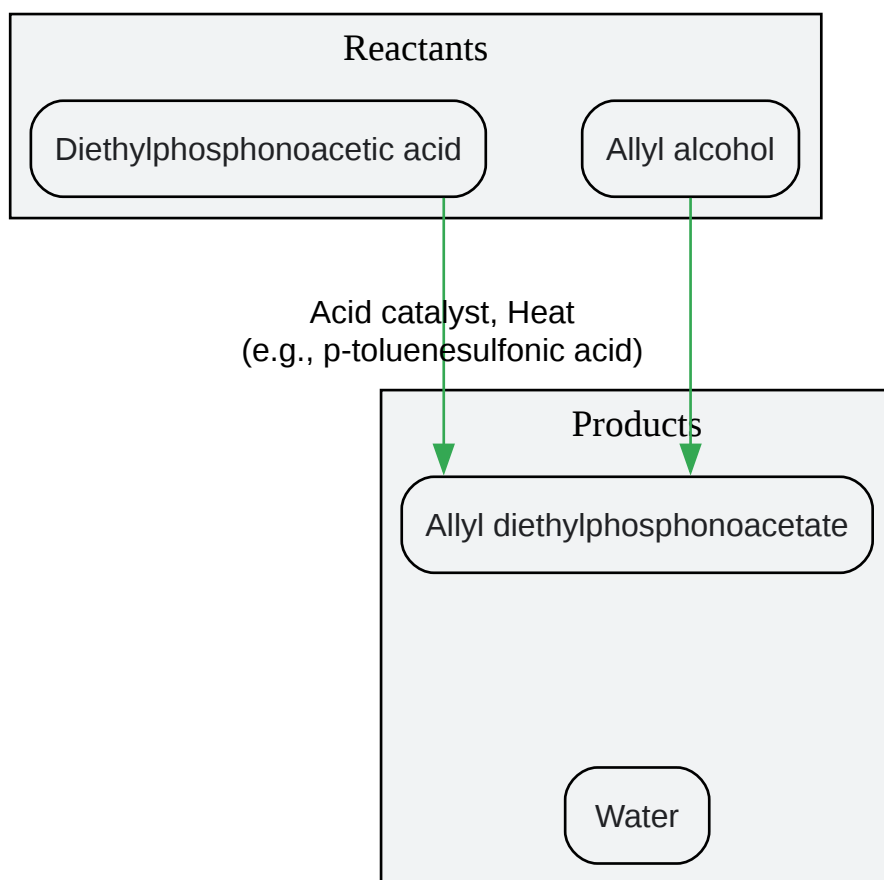 Reactants
Diethylphosphonoacetic acid
Allyl alcohol
Acid catalyst, Heat
(e.g., p-toluenesulfonic acid)
Products
Allyl diethylphosphonoacetate
Water